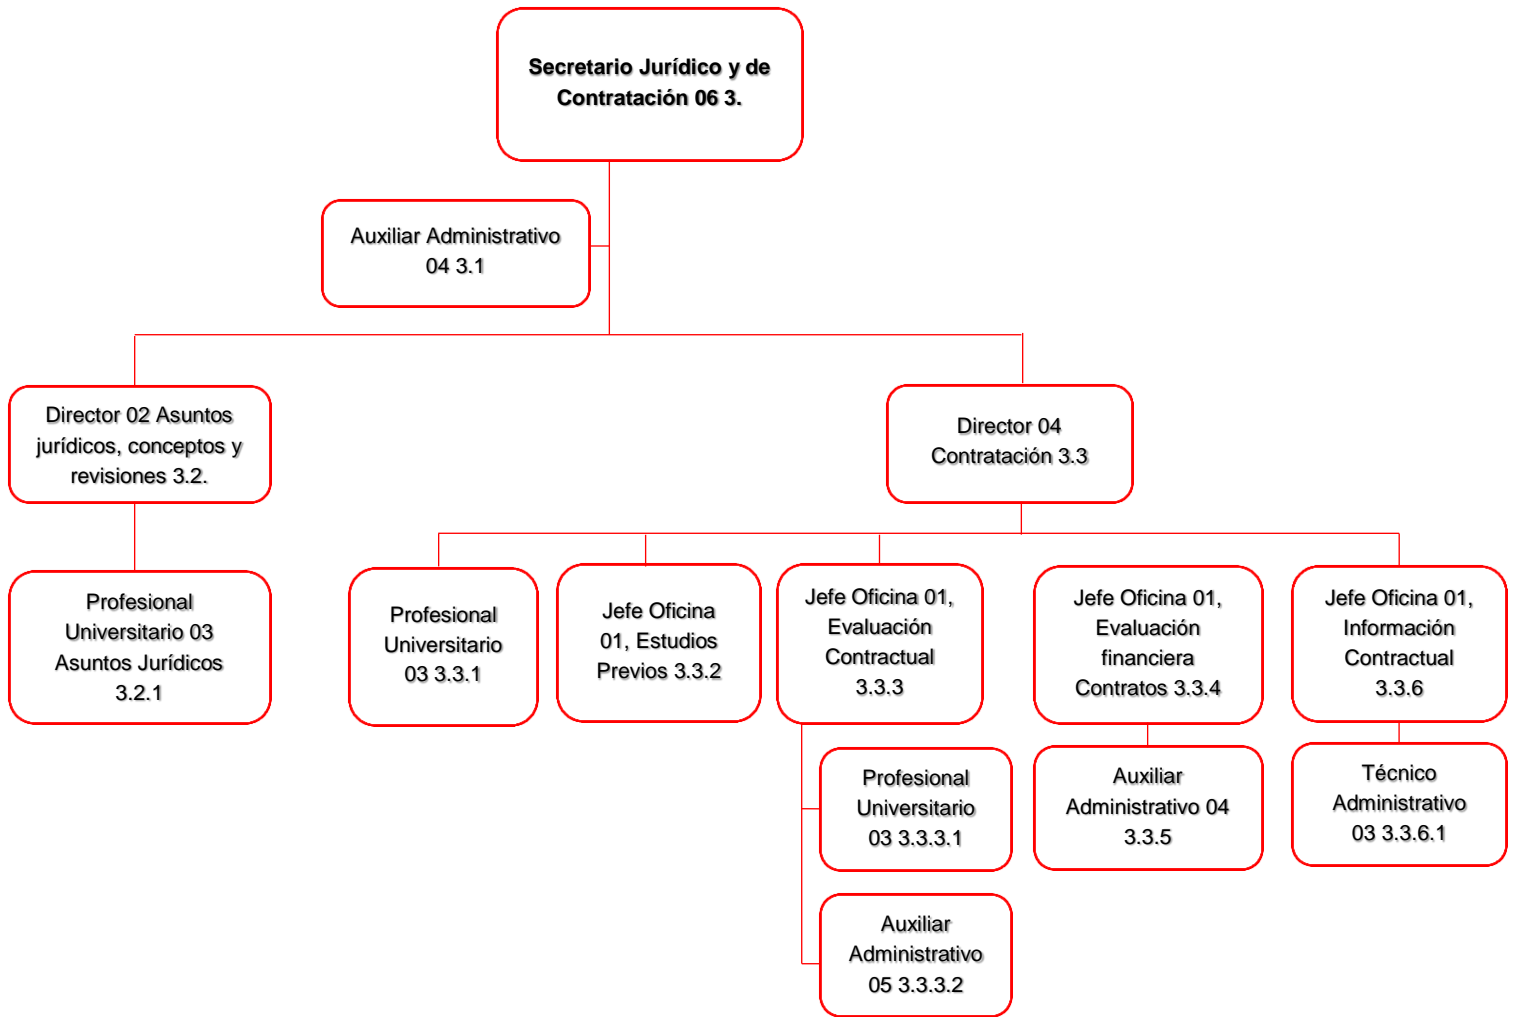 Secretario Jurídico y de
Contratación 06 3.
Auxiliar Administrativo
04 3.1
Director 02 Asuntos
jurídicos, conceptos y
revisiones 3.2.
Director 04
Contratación 3.3
Profesional
Universitario 03
Asuntos Jurídicos
3.2.1
Profesional
Universitario
03 3.3.1
Jefe Oficina
01, Estudios
Previos 3.3.2
Jefe Oficina 01,
Evaluación
Contractual
3.3.3
Jefe Oficina 01,
Evaluación
financiera
Contratos 3.3.4
Jefe Oficina 01,
Información
Contractual
3.3.6
Profesional
Universitario
03 3.3.3.1
Auxiliar
Administrativo 04
3.3.5
Técnico
Administrativo
03 3.3.6.1
Auxiliar
Administrativo
05 3.3.3.2